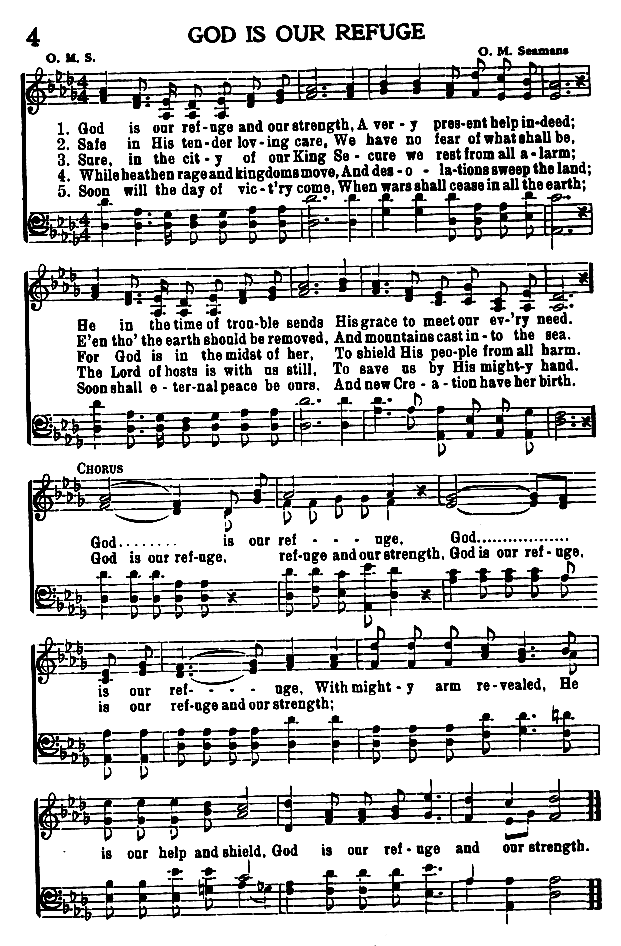 4
GOD IS OUR REFUGE
O. M. S.
O. M. Seamans
1. God is our ref-uge and our strength, A ver-y pres-ent help in-deed;
2. Safe in His ten-der lov-ing care, We have no fear of what shall be,
3. Sure, in the cit-y of our King Se-cure we rest from all a-larm;
4. While heathen rage and kingdoms move, And des-o-lations sweep the land;
5. Soon will the day of vic-t'ry come, When wars shall cease in all the earth;
He in the time of trou-ble sends His grace to meet our ev-'ry need.
E'en tho' the earth should be removed, And mountains cast in-to the sea.
For God is in the midst of her, To shield His peo-ple from all harm.
The Lord of hosts is with us still, To save us by His might-y hand.
Soon shall e-ter-nal peace be ours, And new Cre-a-tion have her birth.
CHORUS
God........ is our ref - - - uge, God.................
God is our ref-uge, refuge and our strength, God is our ref-uge,
is our ref - - - - uge, With might-y arm re-vealed, He
is our ref-uge and our strength;
is our help and shield, God is our ref-uge and our strength.